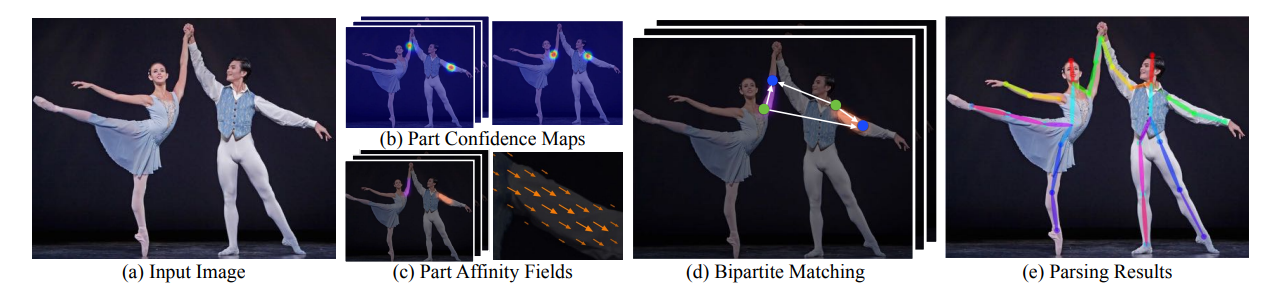 (a) Input Image
(b) Part Confidence Maps
(c) Part Affinity Fields
(d) Bipartite Matching
(e) Parsing Results